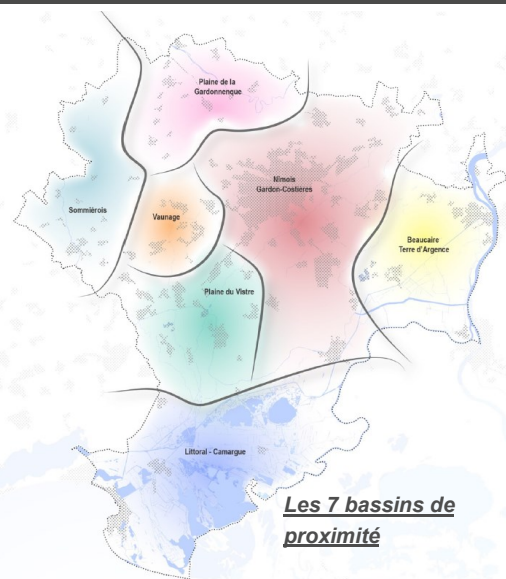 Plaine de la
Gardonnenque
Nîmois
Gardon-Costières
Sommièrois
Vaunage
Beaucaire
Terre d'Argence
Plaine du Vistre
Littoral - Camargue
Les 7 bassins de
proximité